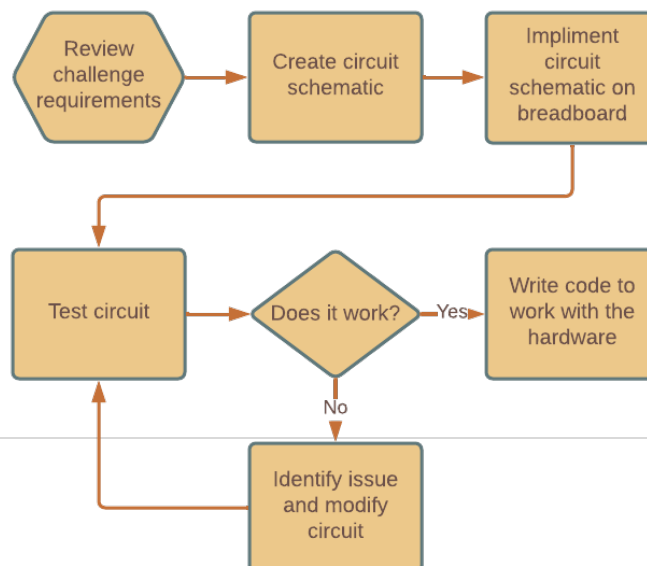 Review
challenge
requirements
Create circuit
schematic
Impliment
circuit
schematic on
breadboard
Test circuit
Does it work?
Yes
Write code to
work with the
hardware
No
Identify issue
and modify
circuit